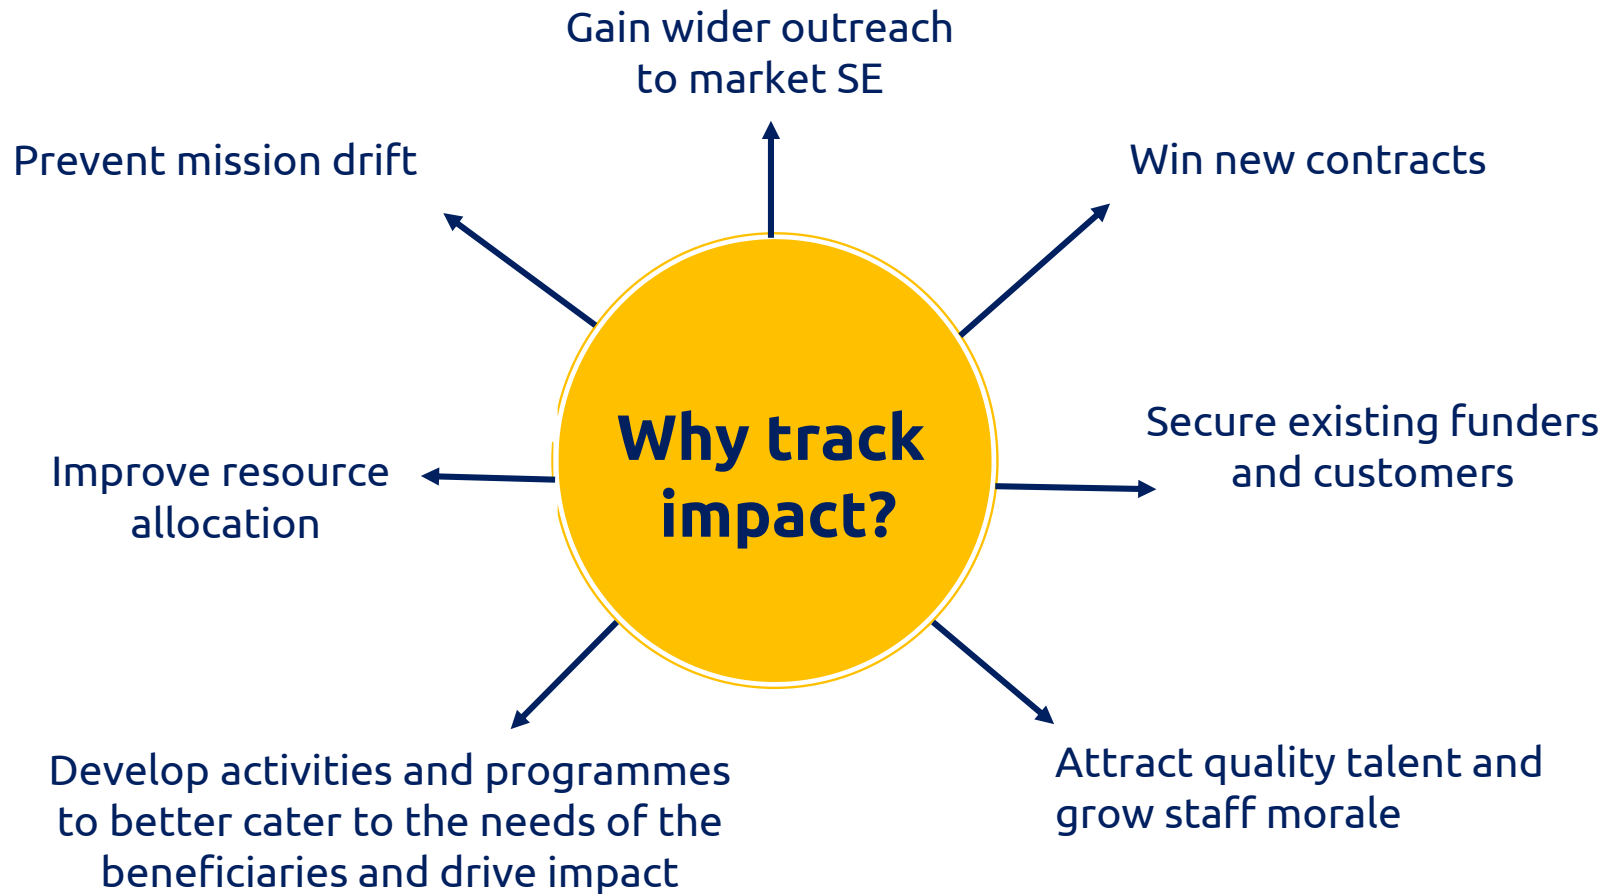 Gain wider outreach
to market SE
Prevent mission drift
Win new contracts
Why track
impact?
Secure existing funders
and customers
Improve resource
allocation
Develop activities and programmes
to better cater to the needs of the
beneficiaries and drive impact
Attract quality talent and
grow staff morale